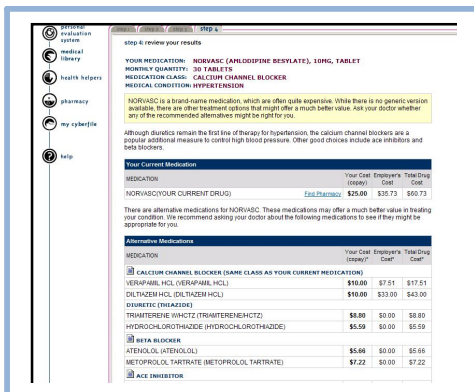 personal
evaluation
system
medical
library
health helpers
pharmacy
my cyberfile
help
step 1 step 2 step 3 step 4
step 4: review your results
YOUR MEDICATION: NORVASC (AMLODIPINE BESYLATE), 10MG, TABLET
MONTHLY QUANTITY: 30 TABLETS
MEDICATION CLASS: CALCIUM CHANNEL BLOCKER
MEDICAL CONDITION: HYPERTENSION
NORVASC is a brand-name medication, which are often quite expensive. While there is no generic version
available, there are other treatment options that might offer a much better value. Ask your doctor whether
any of the recommended alternatives might be right for you.
Although diuretics remain the first line of therapy for hypertension, the calcium channel blockers are a
popular additional measure to control high blood pressure. Other good choices include ace inhibitors and
beta blockers.
Your Current Medication
MEDICATION Your Cost (copay) Employer's Cost Total Drug Cost
NORVASC(YOUR CURRENT DRUG) Find Pharmacy $25.00 $35.73 $60.73
There are alternative medications for NORVASC. These medications may offer a much better value in treating
your condition. We recommend asking your doctor about the following medications to see if they might be
appropriate for you.
Alternative Medications
MEDICATION Your Cost (copay)* Employer's Cost* Total Drug Cost*
CALCIUM CHANNEL BLOCKER (SAME CLASS AS YOUR CURRENT MEDICATION)
VERAPAMIL HCL (VERAPAMIL HCL) $10.00 $7.51 $17.51
DILTIAZEM HCL (DILTIAZEM HCL) $10.00 $33.00 $43.00
DIURETIC (THIAZIDE)
TRIAMTERENE W/HCTZ (TRIAMTERENE/HCTZ) $8.80 $0.00 $8.80
HYDROCHLOROTHIAZIDE (HYDROCHLOROTHIAZIDE) $5.59 $0.00 $5.59
BETA BLOCKER
ATENOLOL (ATENOLOL) $5.66 $0.00 $5.66
METOPROLOL TARTRATE (METOPROLOL TARTRATE) $7.22 $0.00 $7.22
ACE INHIBITOR